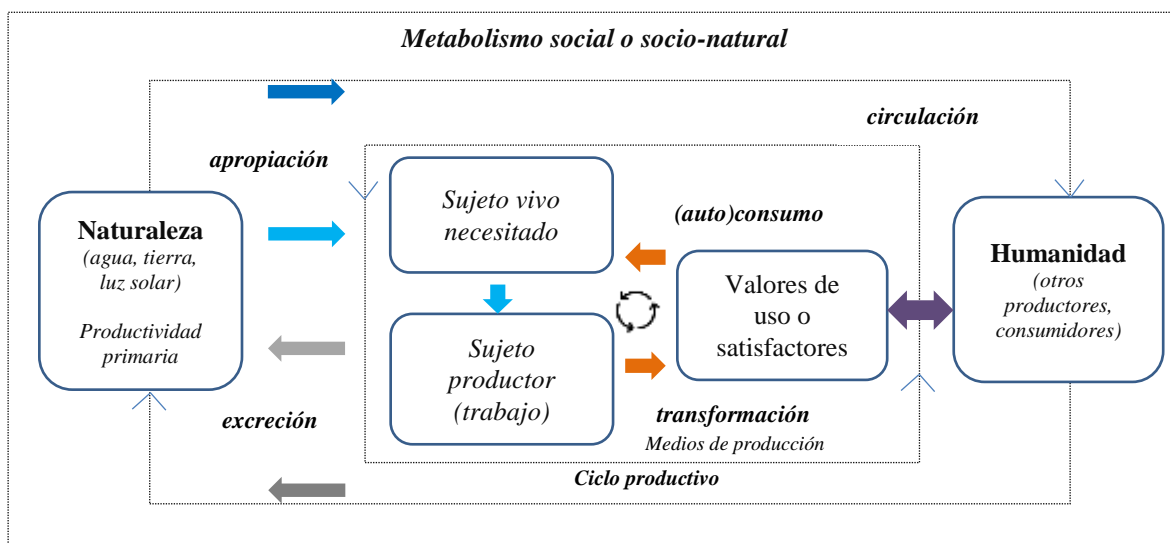 Metabolismo social o socio-natural
circulación
apropiación
Naturaleza
(agua, tierra,
luz solar)
Productividad
primaria
Sujeto vivo
necesitado
(auto)consumo
Valores de
uso o
satisfactores
Humanidad
(otros
productores,
consumidores)
Sujeto
productor
(trabajo)
excreción
transformación
Medios de producción
Ciclo productivo